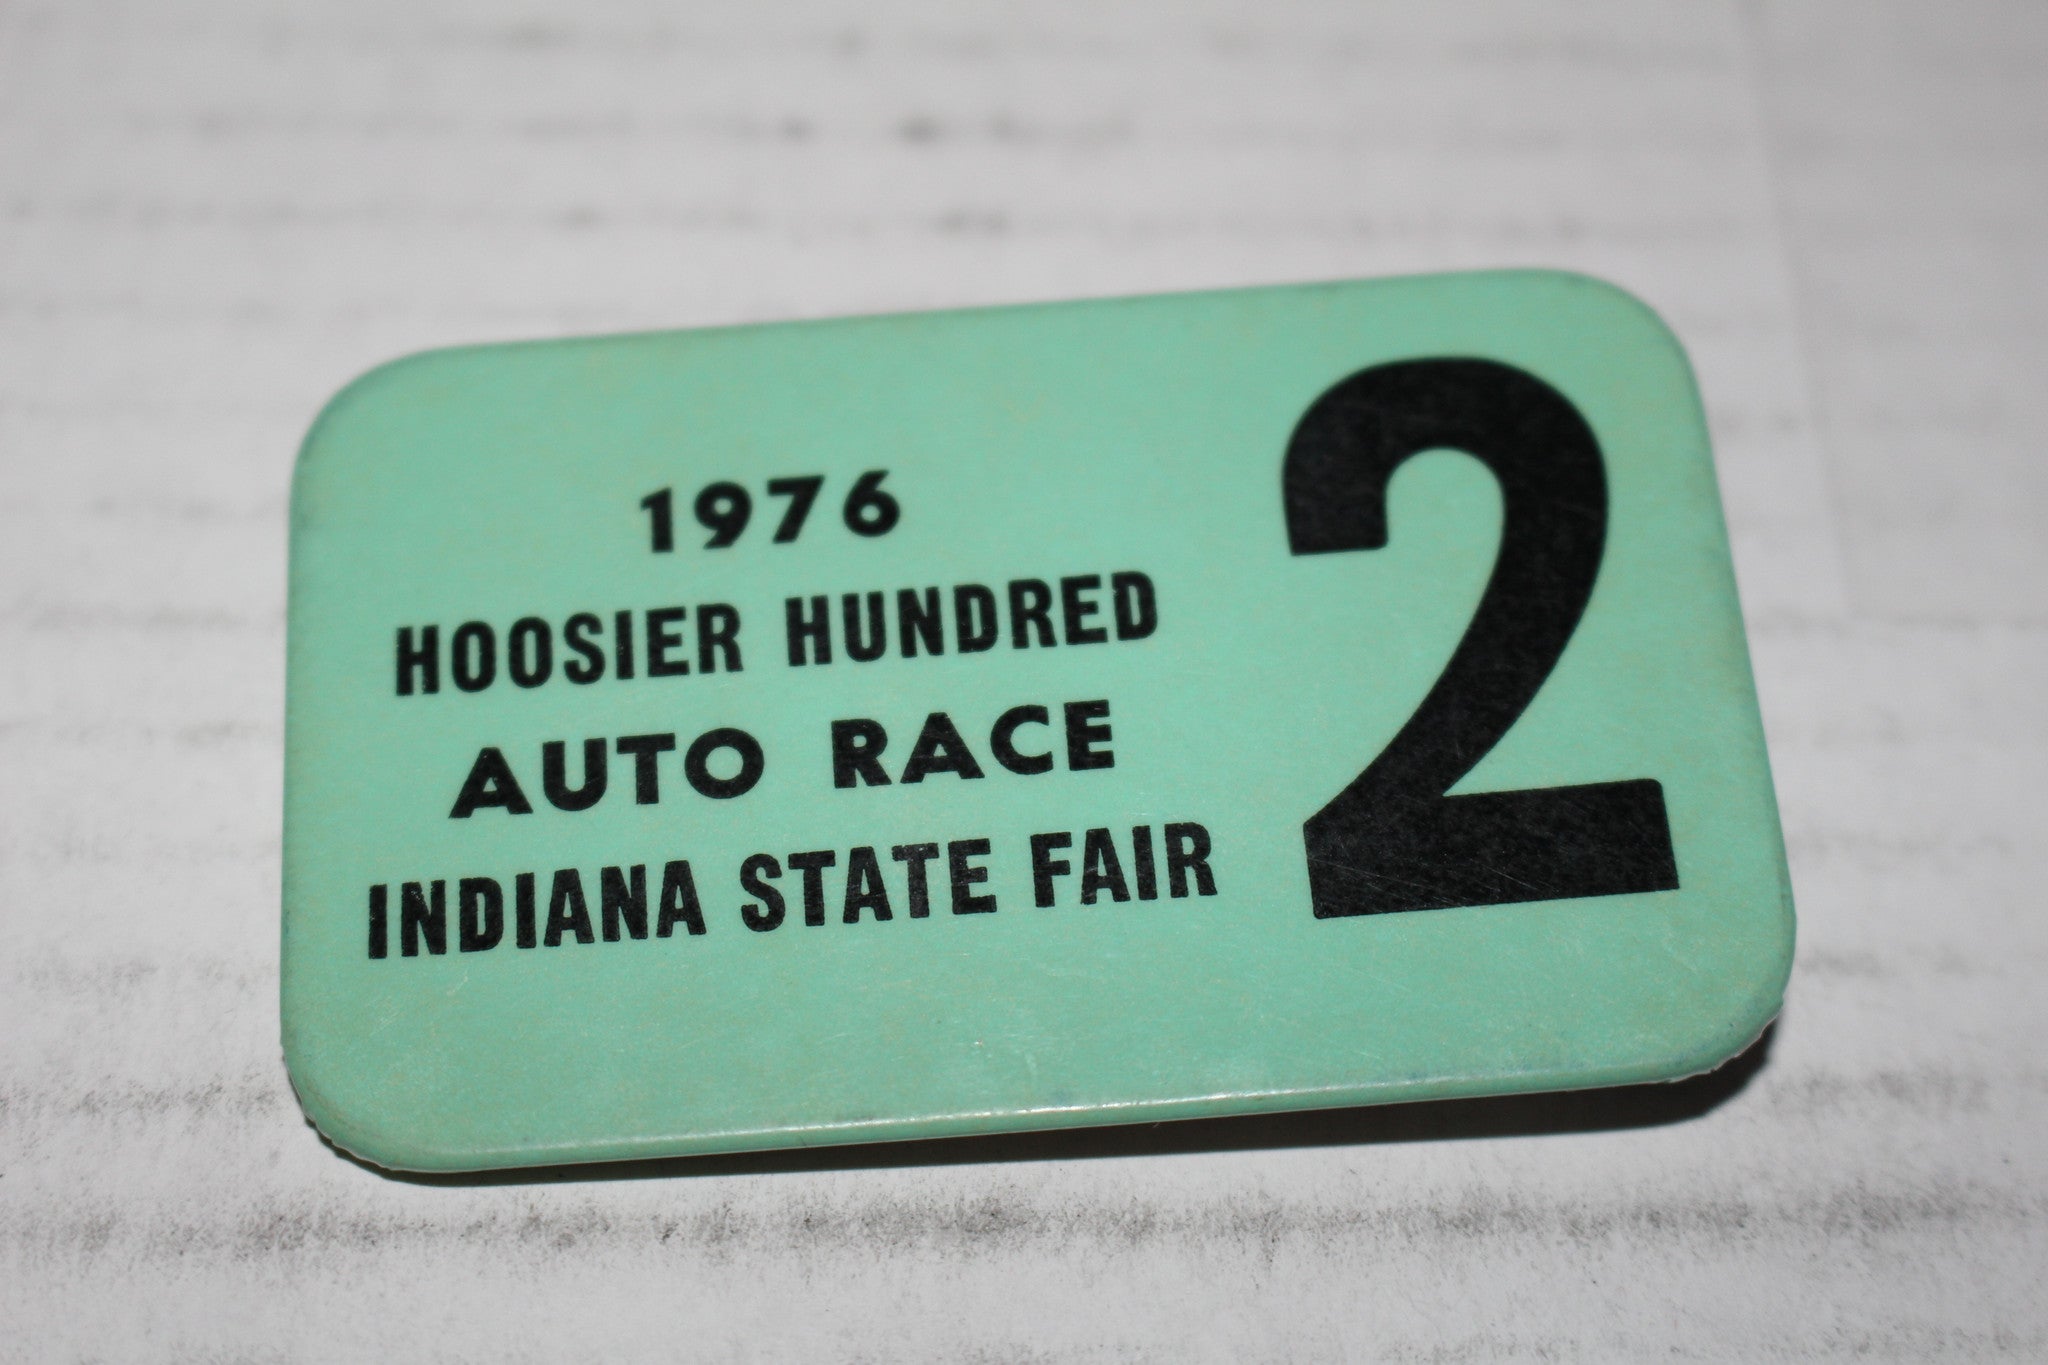 1976
HOOSIER HUNDRED
AUTO RACE
INDIANA STATE FAIR
2